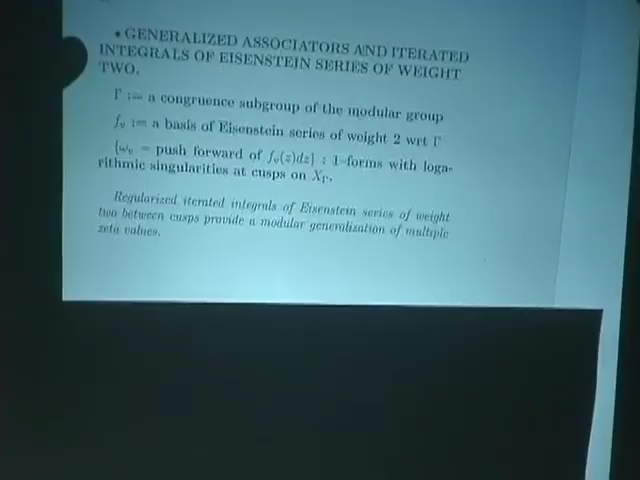 • GENERALIZED ASSOCIATORS AND ITERATED
INTEGRALS OF EISENSTEIN SERIES OF WEIGHT
TWO.
Γ := a congruence subgroup of the modular group
f_v := a basis of Eisenstein series of weight 2 wrt Γ
{ω_v = push forward of f_v(z)dz} : 1-forms with loga-
rithmic singularities at cusps on X_Γ.
Regularized iterated integrals of Eisenstein series of weight
two between cusps provide a modular generalization of multiple
zeta values.